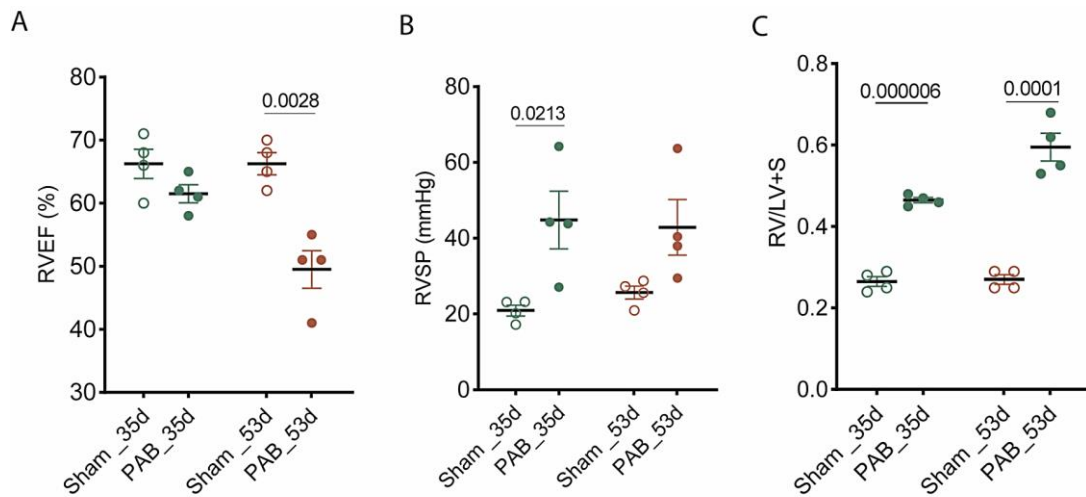 A
RVEF (%)
80
70
60
50
40
30
0.0028
Sham_35d
PAB_35d
Sham_53d
PAB_53d
B
RVSP (mmHg)
80
60
40
20
0
0.0213
Sham_35d
PAB_35d
Sham_53d
PAB_53d
C
RV/LV+S
0.8
0.6
0.4
0.2
0.0
0.000006
0.0001
Sham_35d
PAB_35d
Sham_53d
PAB_53d